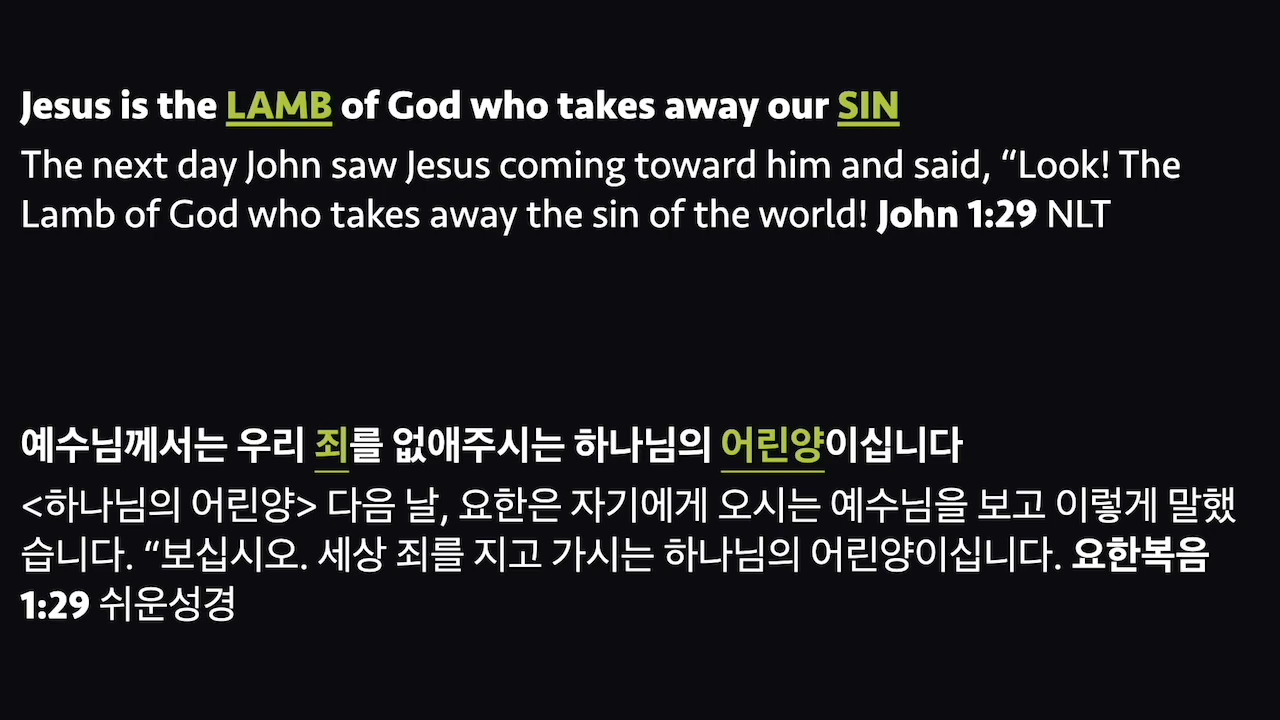 Jesus is the LAMB of God who takes away our SIN
The next day John saw Jesus coming toward him and said, “Look! The
Lamb of God who takes away the sin of the world! John 1:29 NLT
예수님께서는 우리 죄를 없애주시는 하나님의 어린양이십니다
<하나님의 어린양> 다음 날, 요한은 자기에게 오시는 예수님을 보고 이렇게 말했
습니다. “보십시오. 세상 죄를 지고 가시는 하나님의 어린양이십니다. 요한복음
1:29 쉬운성경